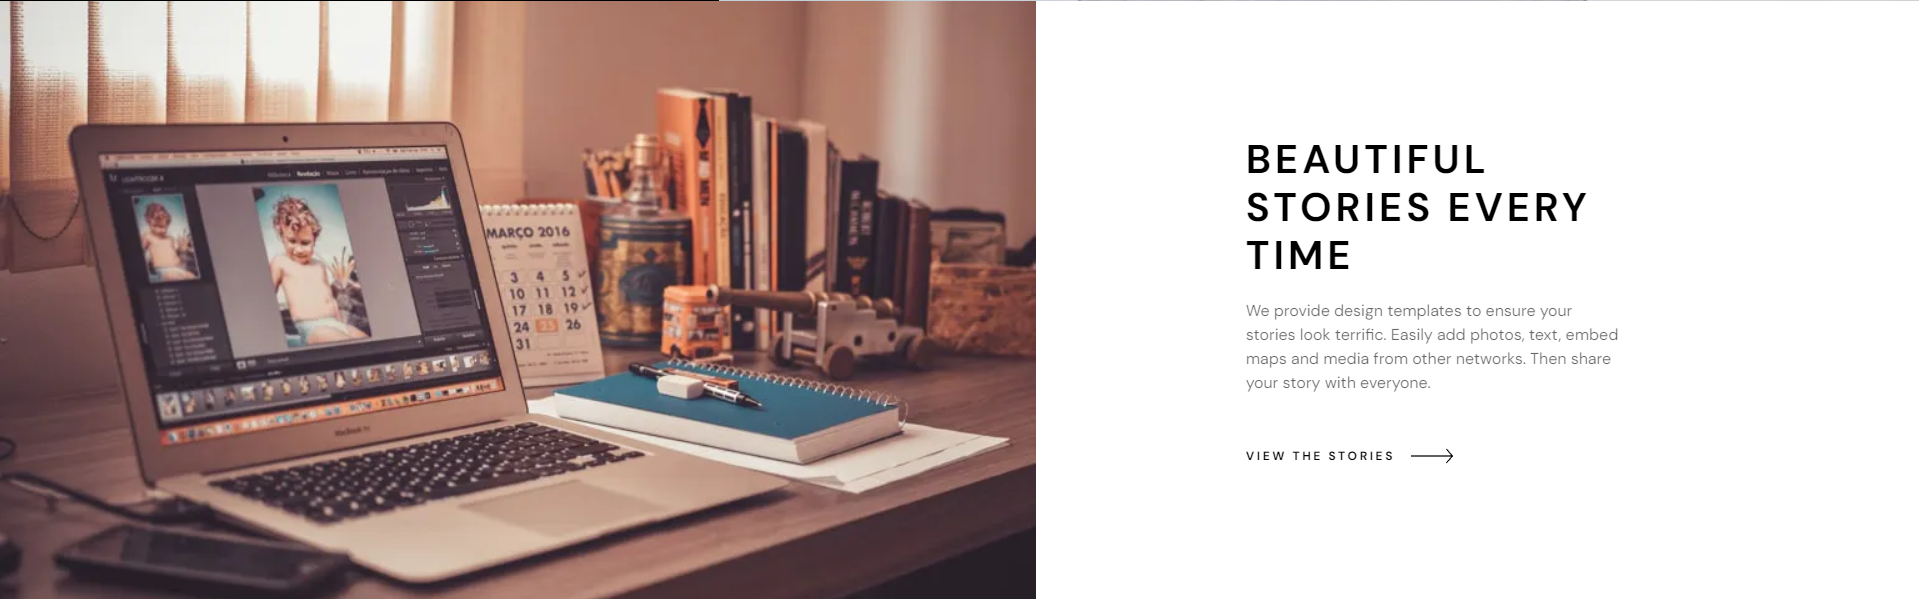 MARÇO 2016
3 4 5
10 11 12
17 18 19
24 25 26
31
MacBook Air
BEAUTIFUL
STORIES EVERY
TIME
We provide design templates to ensure your
stories look terrific. Easily add photos, text, embed
maps and media from other networks. Then share
your story with everyone.
VIEW THE STORIES